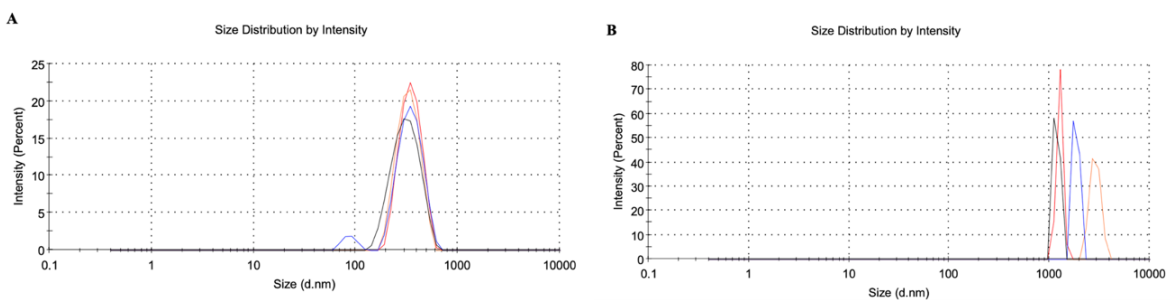 A
Size Distribution by Intensity
25
20
15
10
5
0
Intensity (Percent)
0.1 1 10 100 1000 10000
Size (d.nm)
B
Size Distribution by Intensity
80
70
60
50
40
30
20
10
0
Intensity (Percent)
0.1 1 10 100 1000 10000
Size (d.nm)